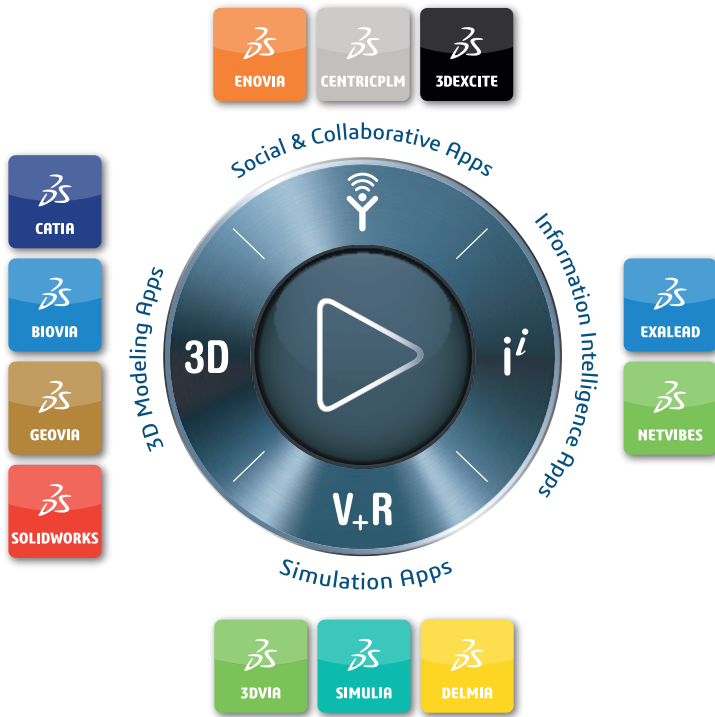 ENOVIA
CENTRICPLM
3DEXCITE
Social & Collaborative Apps
CATIA
BIOVIA
GEOVIA
SOLIDWORKS
3D Modeling Apps
3D
Information Intelligence Apps
iⁱ
EXALEAD
NETVIBES
V+R
Simulation Apps
3DVIA
SIMULIA
DELMIA